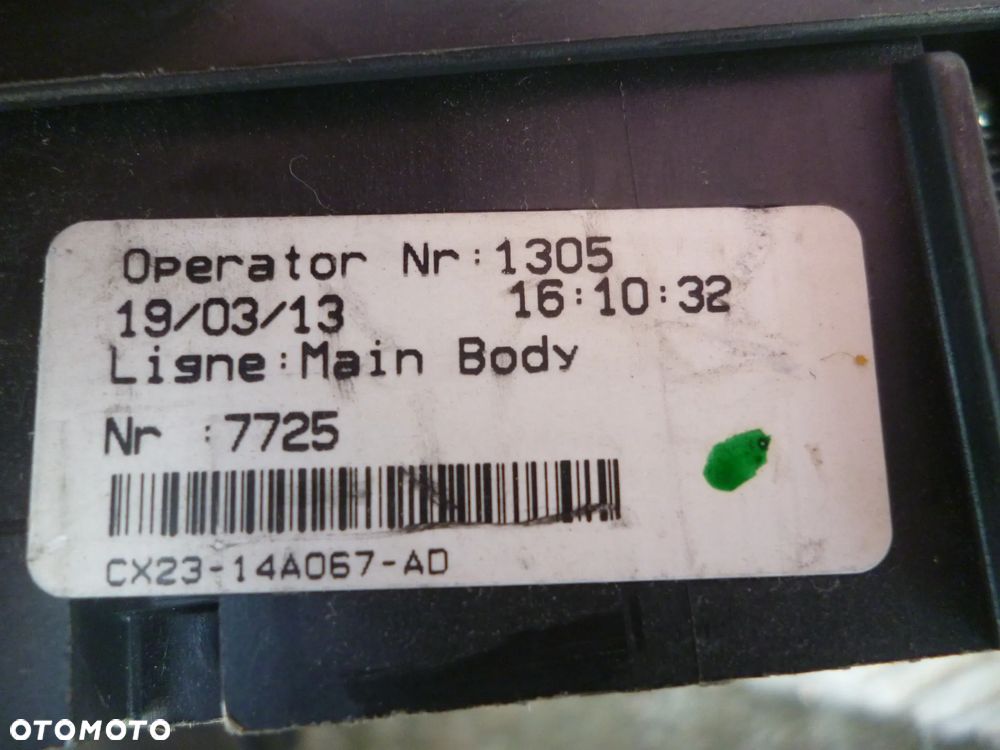 Operator Nr:1305
19/03/13 16:10:32
Ligne:Main Body
Nr :7725
CX23-14A067-AD
OTOMOTO